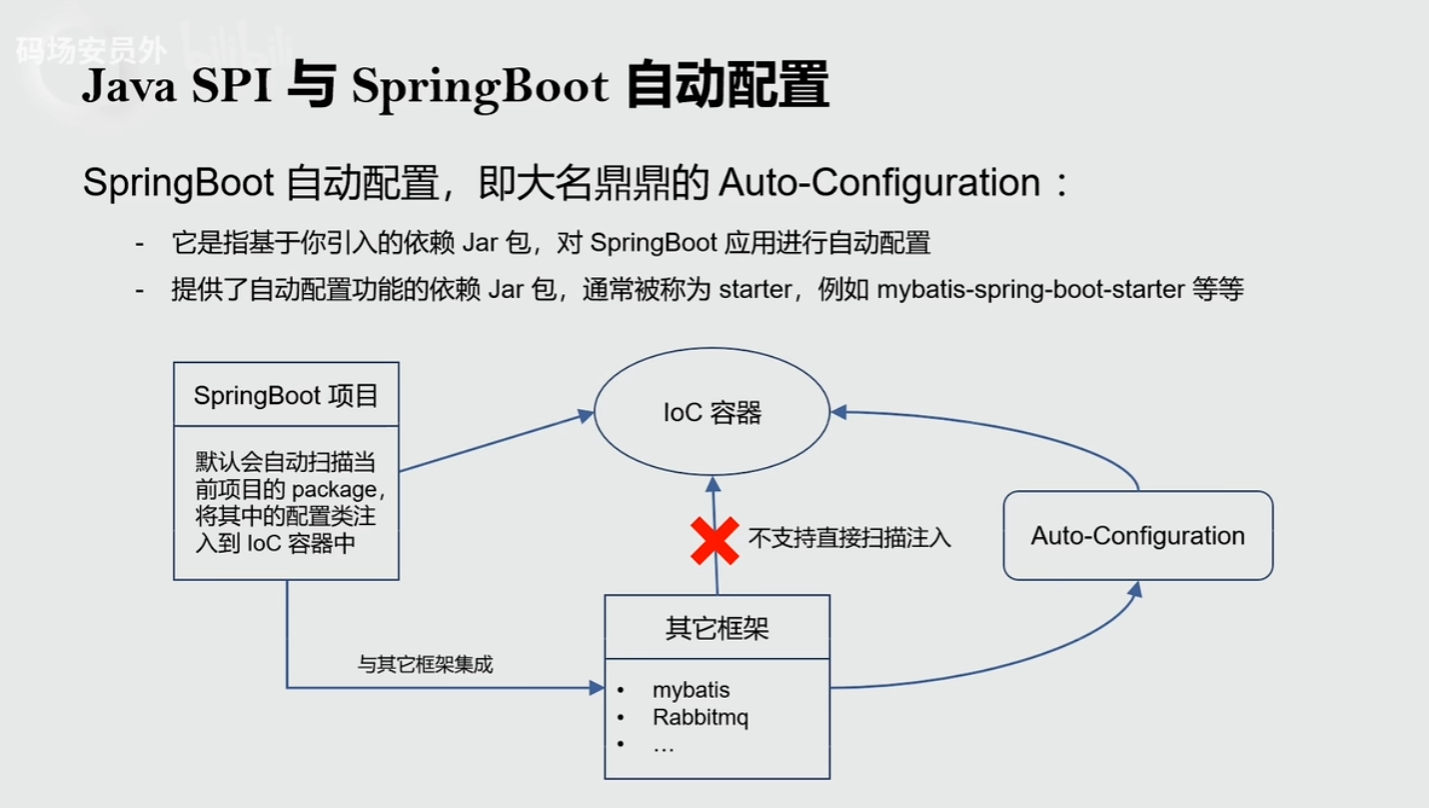 码场安员外 bilibili
Java SPI 与 SpringBoot 自动配置
SpringBoot 自动配置，即大名鼎鼎的 Auto-Configuration：
- 它是指基于你引入的依赖 Jar 包，对 SpringBoot 应用进行自动配置
- 提供了自动配置功能的依赖 Jar 包，通常被称为 starter，例如 mybatis-spring-boot-starter 等等
SpringBoot 项目
默认会自动扫描当
前项目的 package，
将其中的配置类注
入到 IoC 容器中
IoC 容器
不支持直接扫描注入
Auto-Configuration
与其它框架集成
其它框架
• mybatis
• Rabbitmq
• …